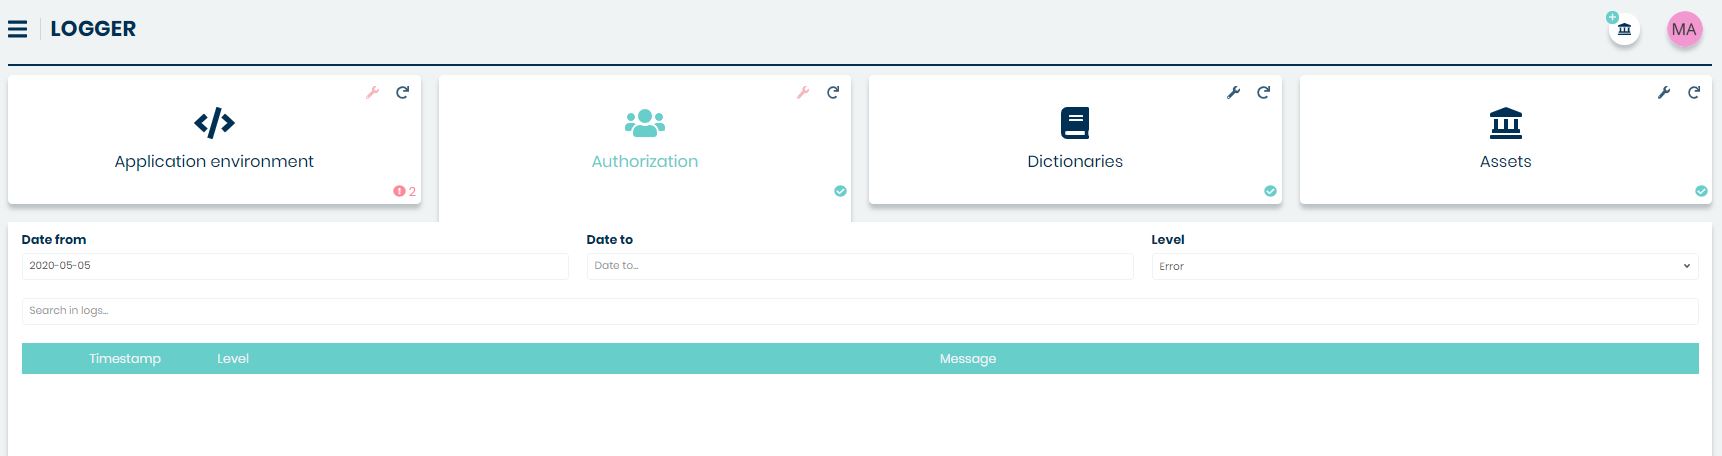 LOGGER
MA
Application environment
2
Authorization
Dictionaries
Assets
Date from
Date to
Level
2020-05-05
Date to...
Error
Search in logs...
Timestamp Level Message